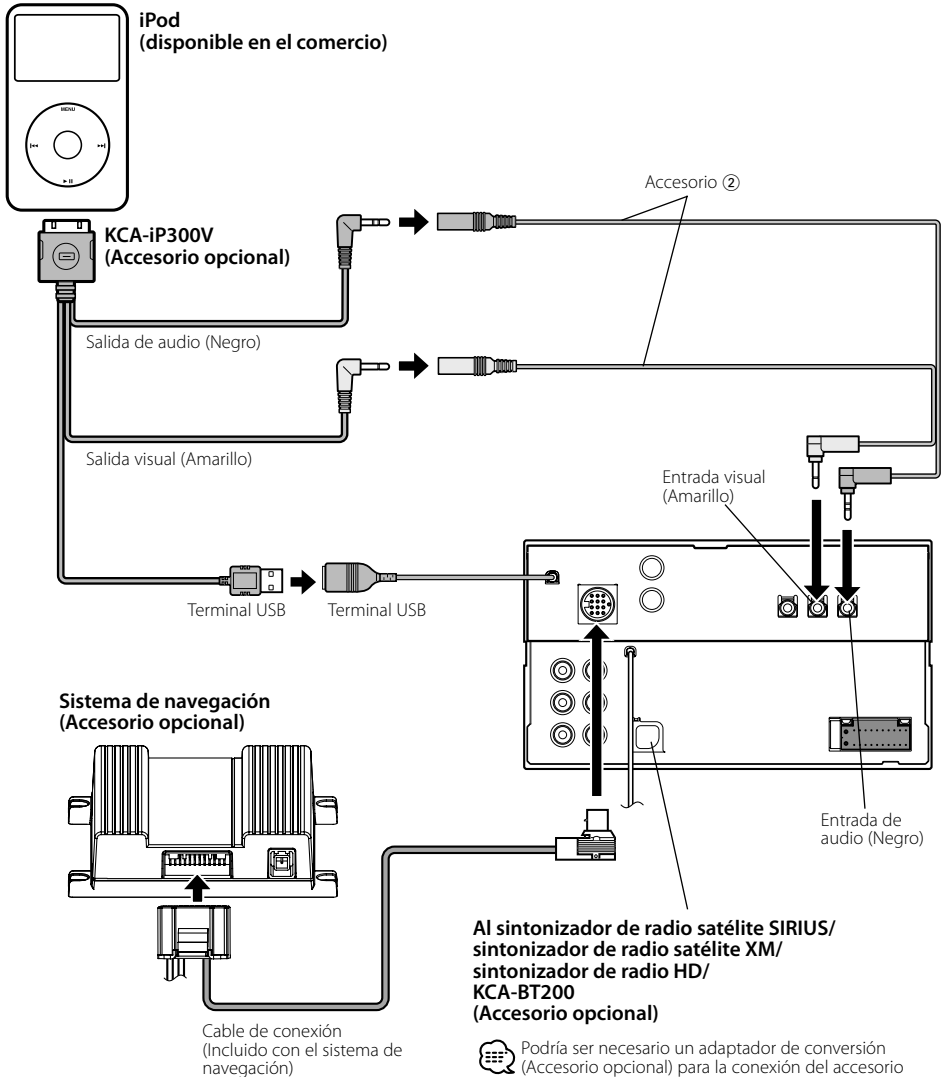 iPod
(disponible en el comercio)
MENU
Accesorio ②
KCA-iP300V
(Accesorio opcional)
Salida de audio (Negro)
Salida visual (Amarillo)
Entrada visual
(Amarillo)
Terminal USB
Terminal USB
Sistema de navegación
(Accesorio opcional)
Entrada de
audio (Negro)
Al sintonizador de radio satélite SIRIUS/
sintonizador de radio satélite XM/
sintonizador de radio HD/
KCA-BT200
(Accesorio opcional)
Cable de conexión
(Incluido con el sistema de
navegación)
Podría ser necesario un adaptador de conversión
(Accesorio opcional) para la conexión del accesorio